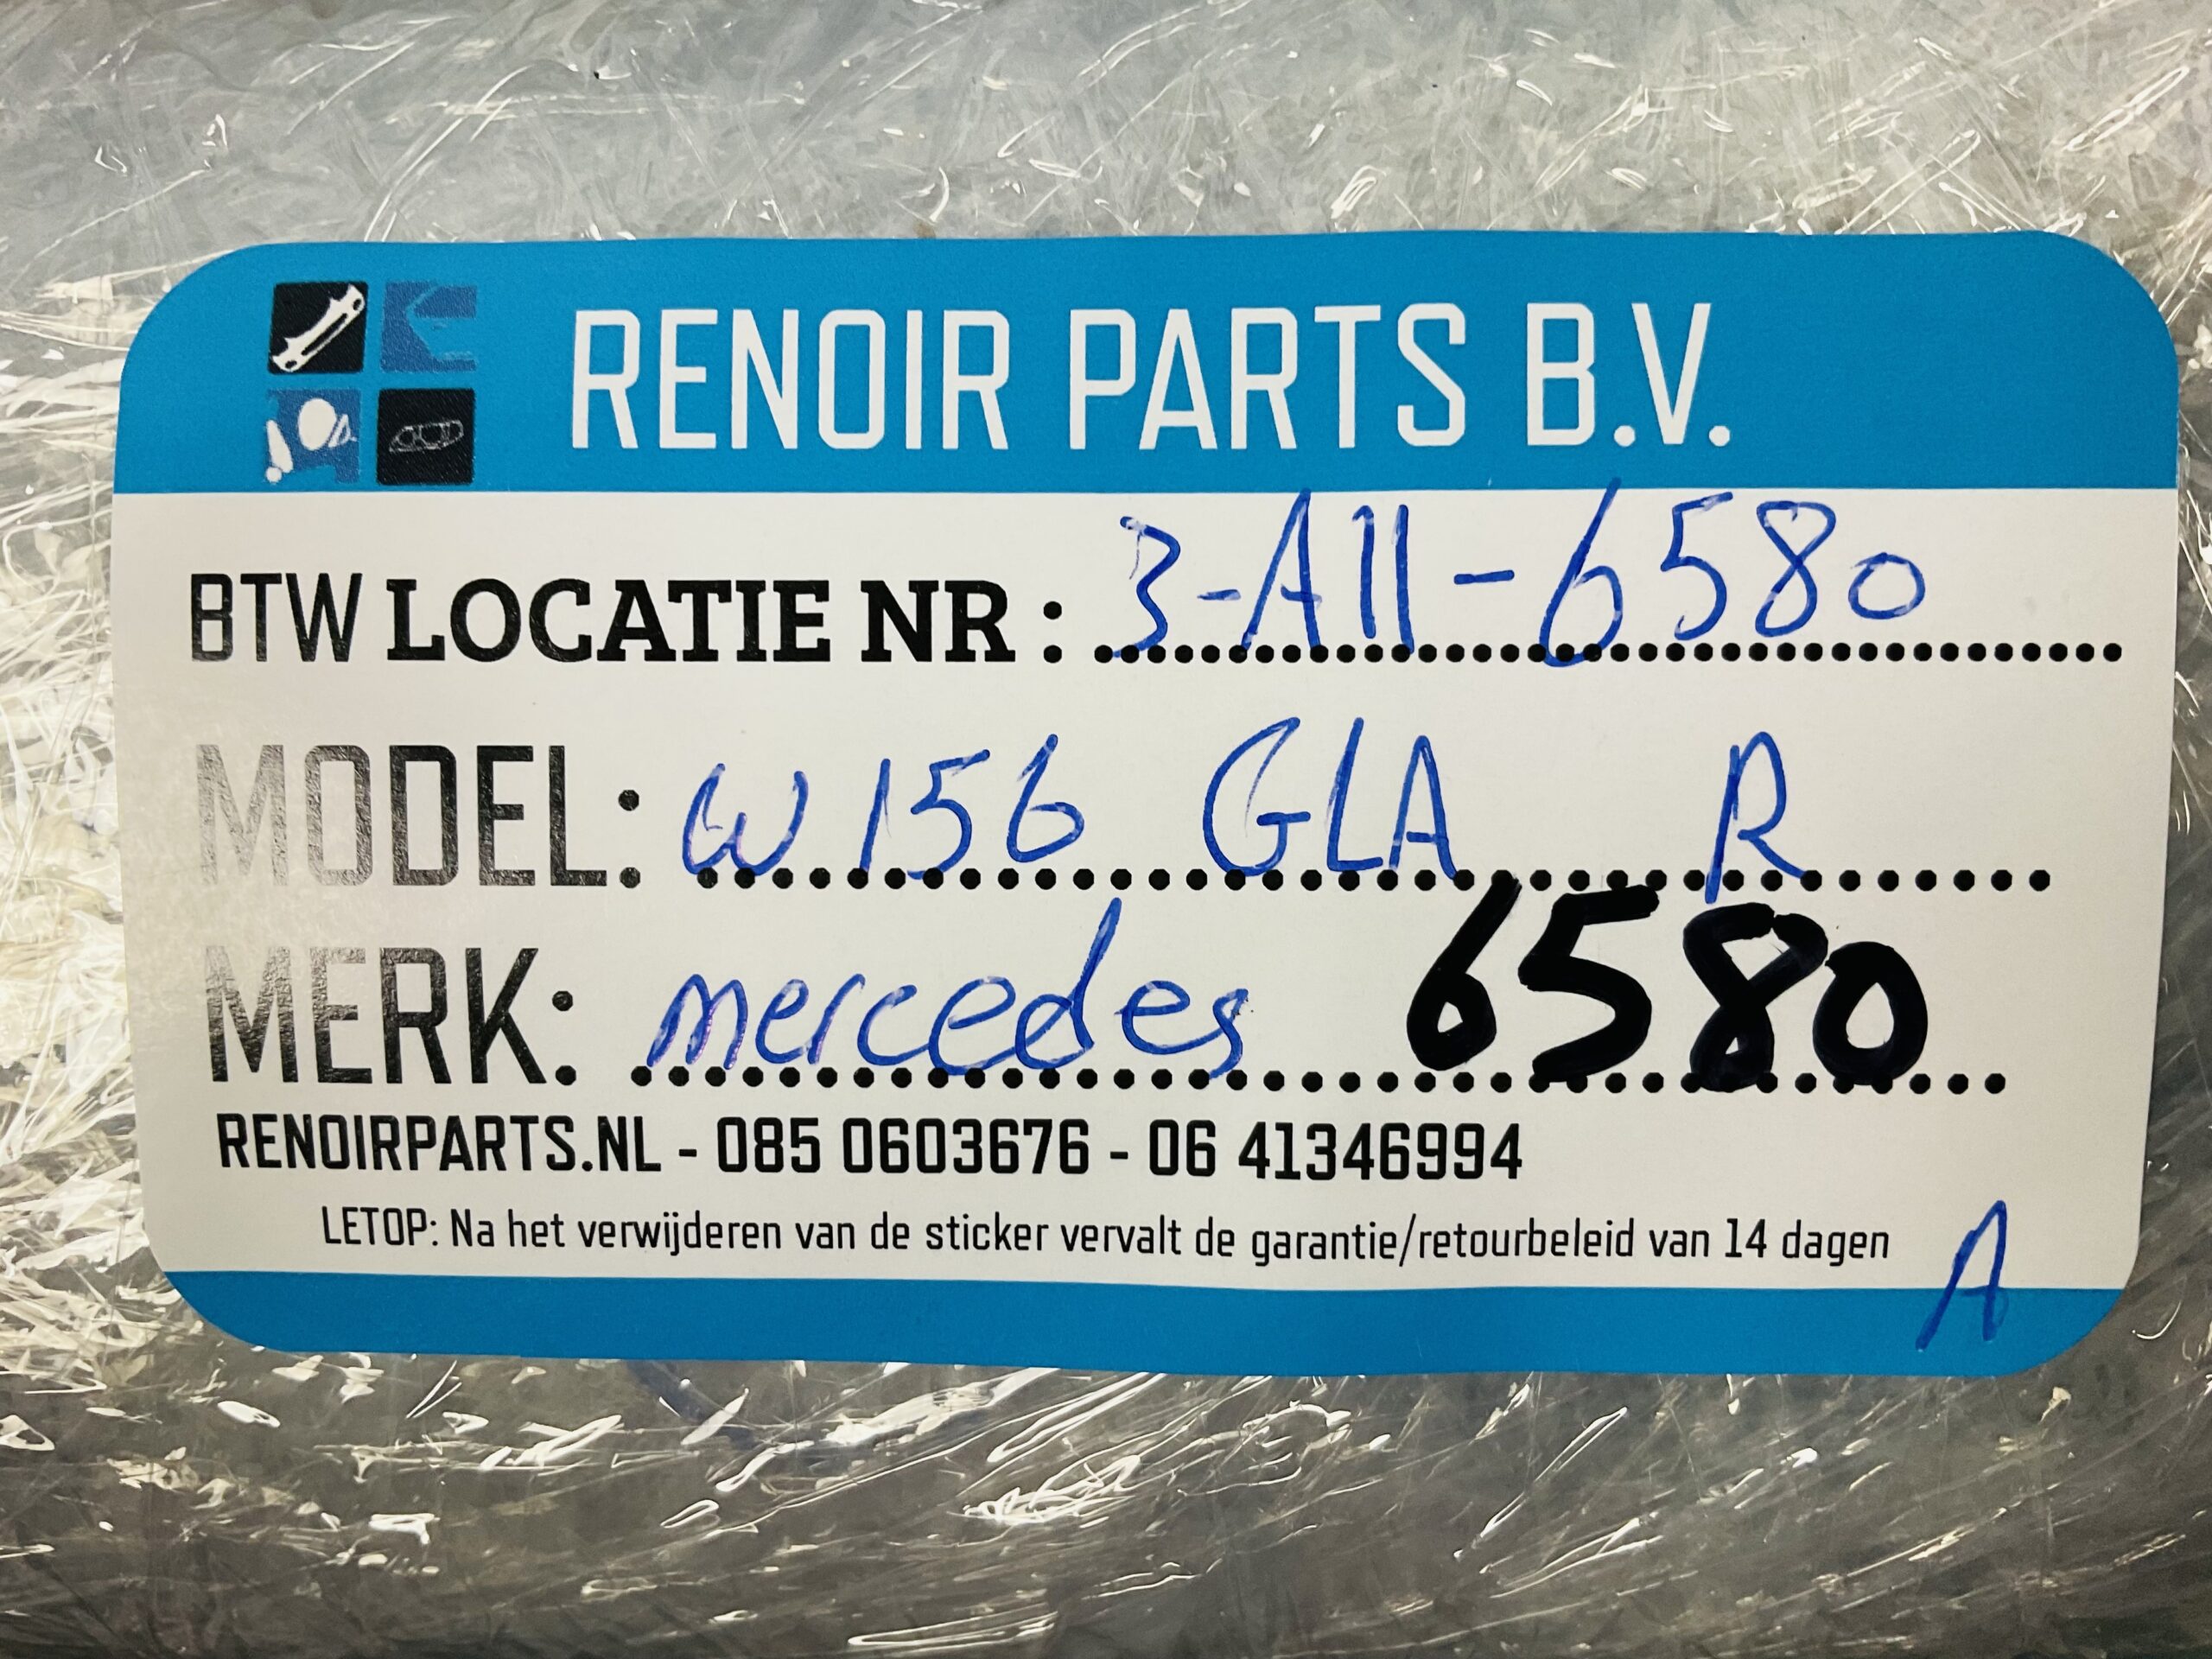 RENOIR PARTS B.V.
BTW LOCATIE NR : 3-A11-6580
MODEL: W156 GLA R
MERK: mercedes 6580
RENOIRPARTS.NL - 085 0603676 - 06 41346994
LETOP: Na het verwijderen van de sticker vervalt de garantie/retourbeleid van 14 dagen
A